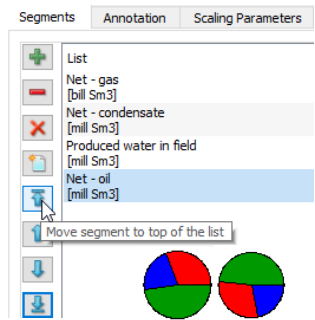 Segments Annotation Scaling Parameters
List
Net - gas
[bill Sm3]
Net - condensate
[mill Sm3]
Produced water in field
[mill Sm3]
Net - oil
[mill Sm3]
Move segment to top of the list